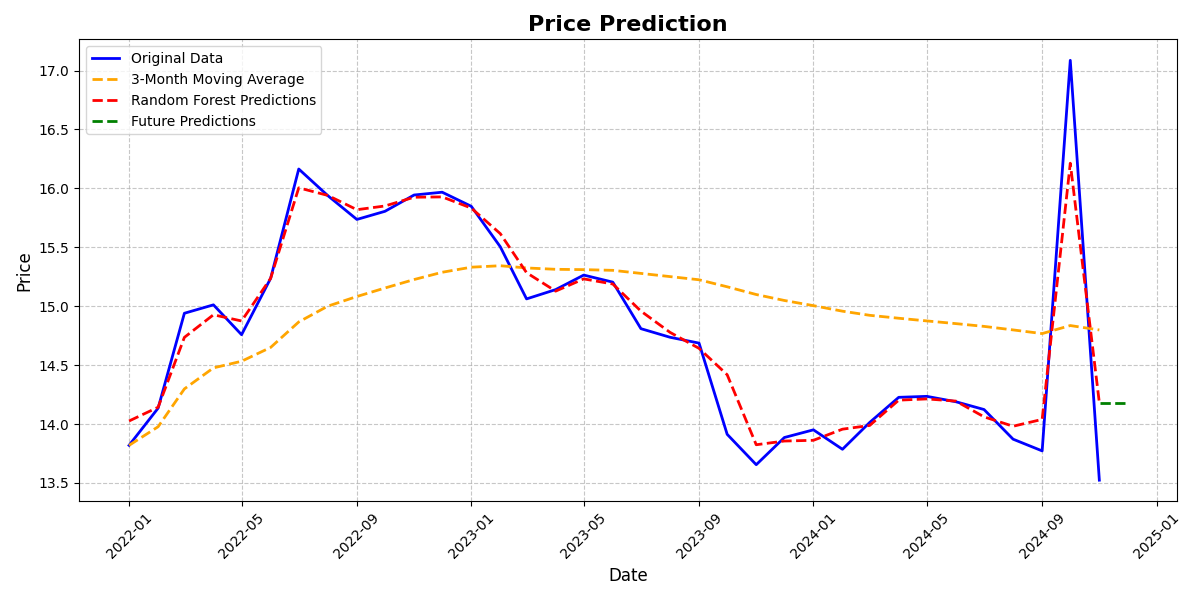 Price Prediction
Original Data
3-Month Moving Average
Random Forest Predictions
Future Predictions
Price
17.0
16.5
16.0
15.5
15.0
14.5
14.0
13.5
2022-01
2022-05
2022-09
2023-01
2023-05
2023-09
2024-01
2024-05
2024-09
2025-01
Date